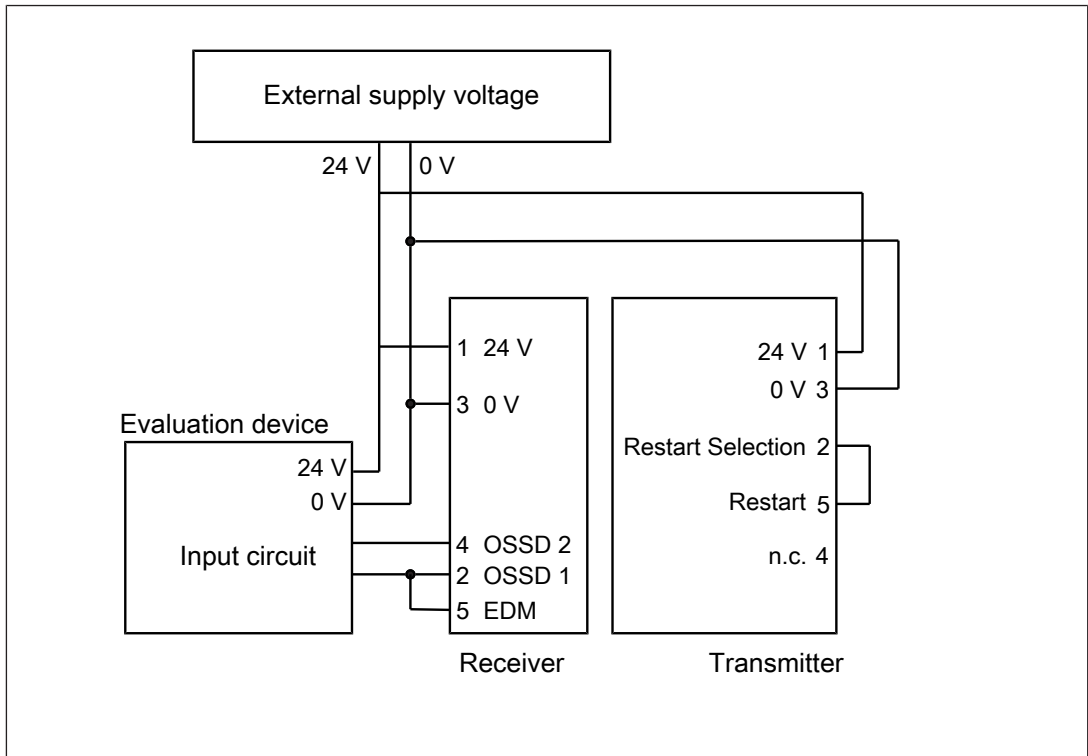 External supply voltage
24 V 0 V
1 24 V
3 0 V
24 V 1
0 V 3
Evaluation device
24 V
0 V
Input circuit
4 OSSD 2
2 OSSD 1
5 EDM
Restart Selection 2
Restart 5
n.c. 4
Receiver
Transmitter